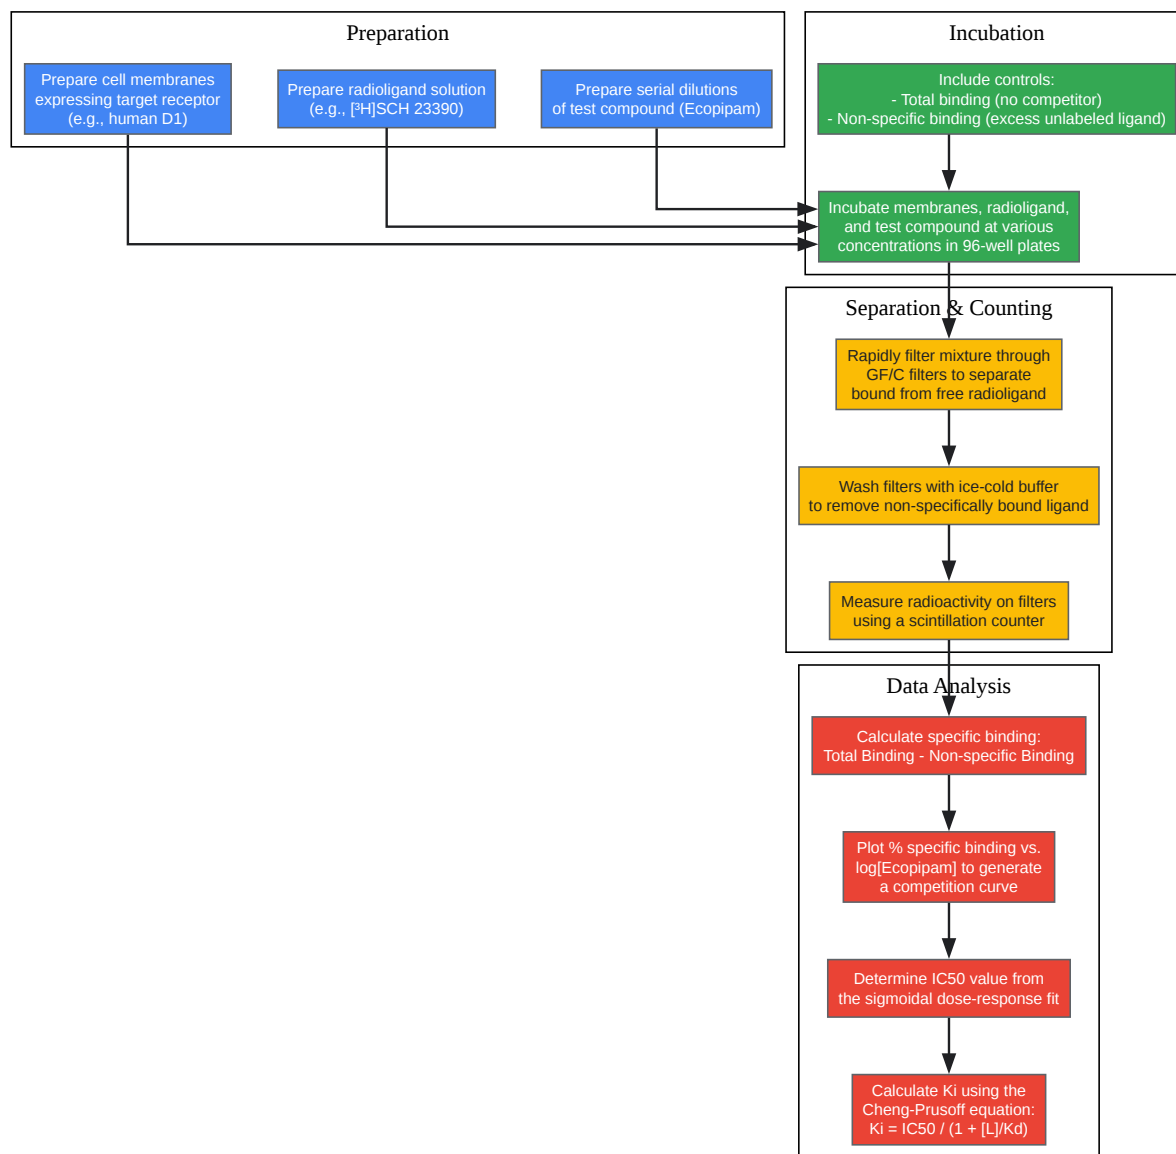 Preparation
Prepare cell membranes
expressing target receptor
(e.g., human D1)
Prepare radioligand solution
(e.g., [³H]SCH 23390)
Prepare serial dilutions
of test compound (Ecopipam)
Incubation
Include controls:
- Total binding (no competitor)
- Non-specific binding (excess unlabeled ligand)
Incubate membranes, radioligand,
and test compound at various
concentrations in 96-well plates
Separation & Counting
Rapidly filter mixture through
GF/C filters to separate
bound from free radioligand
Wash filters with ice-cold buffer
to remove non-specifically bound ligand
Measure radioactivity on filters
using a scintillation counter
Data Analysis
Calculate specific binding:
Total Binding - Non-specific Binding
Plot % specific binding vs.
log[Ecopipam] to generate
a competition curve
Determine IC50 value from
the sigmoidal dose-response fit
Calculate Ki using the
Cheng-Prusoff equation:
Ki = IC50 / (1 + [L]/Kd)